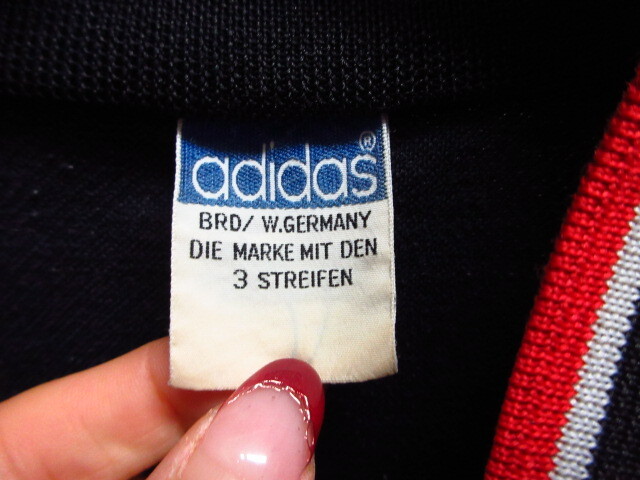 adidas®
BRD/ W.GERMANY
DIE MARKE MIT DEN
3 STREIFEN